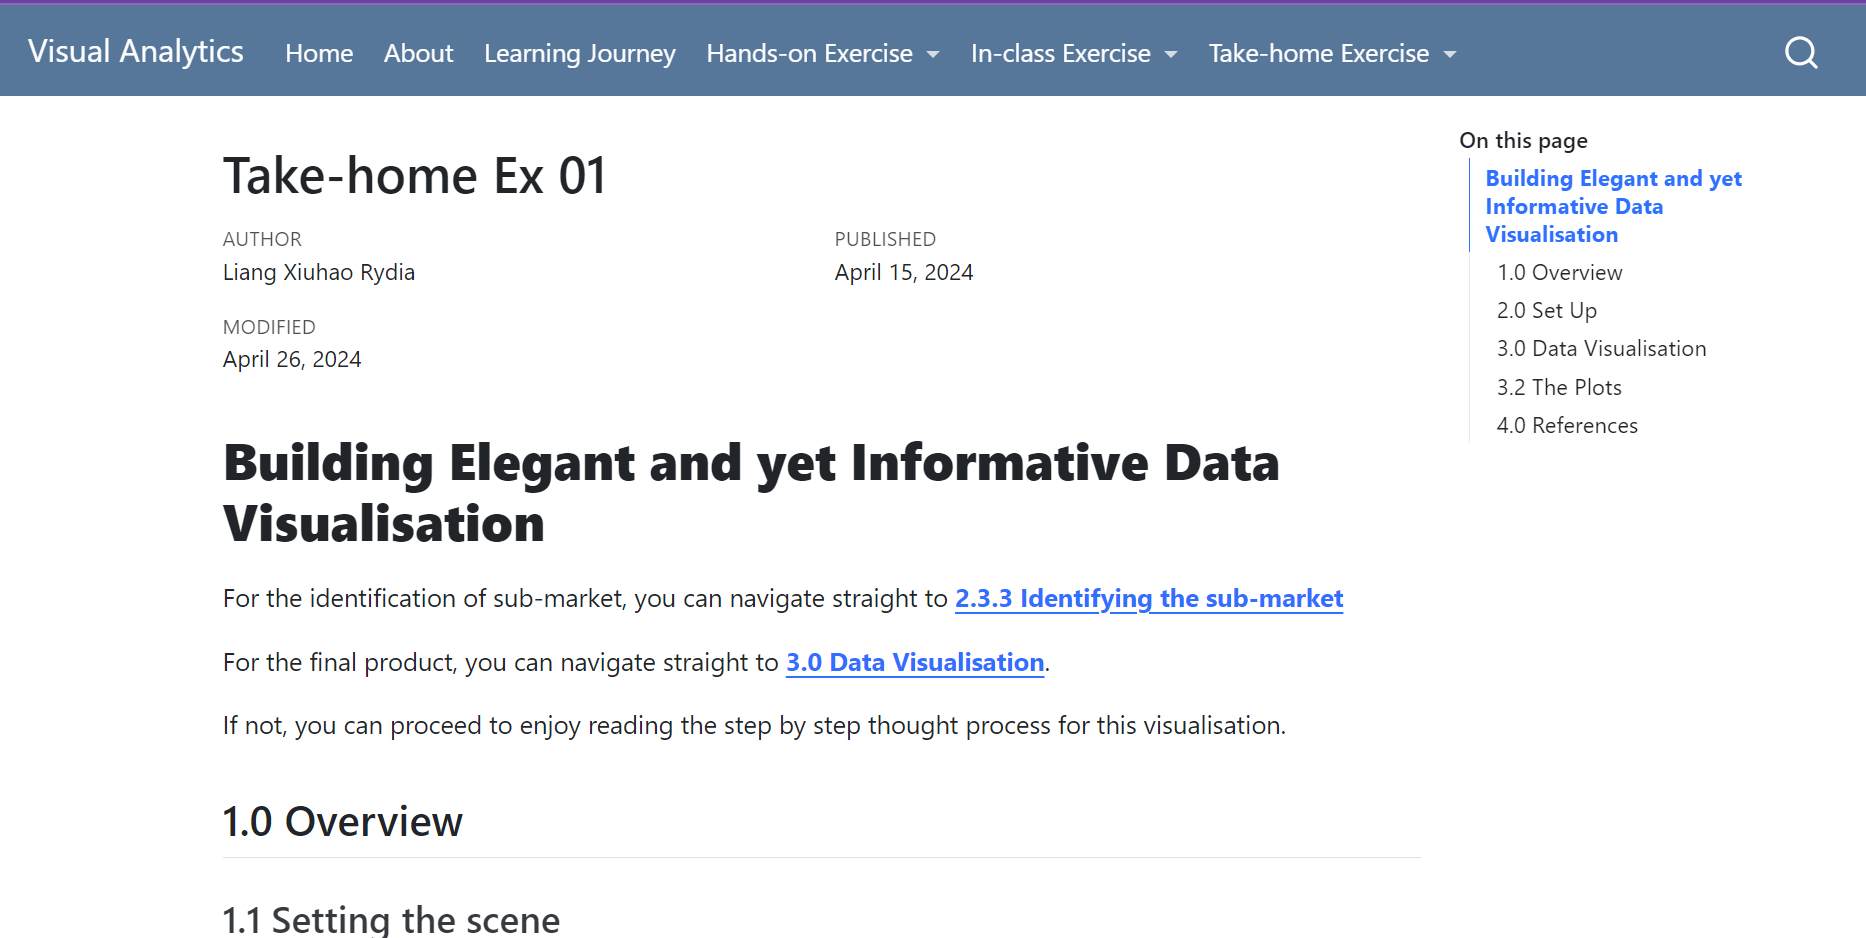 Visual Analytics Home About Learning Journey Hands-on Exercise In-class Exercise Take-home Exercise
Take-home Ex 01
AUTHOR
Liang Xiuhao Rydia
PUBLISHED
April 15, 2024
MODIFIED
April 26, 2024
Building Elegant and yet Informative Data
Visualisation
For the identification of sub-market, you can navigate straight to 2.3.3 Identifying the sub-market
For the final product, you can navigate straight to 3.0 Data Visualisation.
If not, you can proceed to enjoy reading the step by step thought process for this visualisation.
1.0 Overview
1.1 Setting the scene
On this page
Building Elegant and yet
Informative Data
Visualisation
1.0 Overview
2.0 Set Up
3.0 Data Visualisation
3.2 The Plots
4.0 References